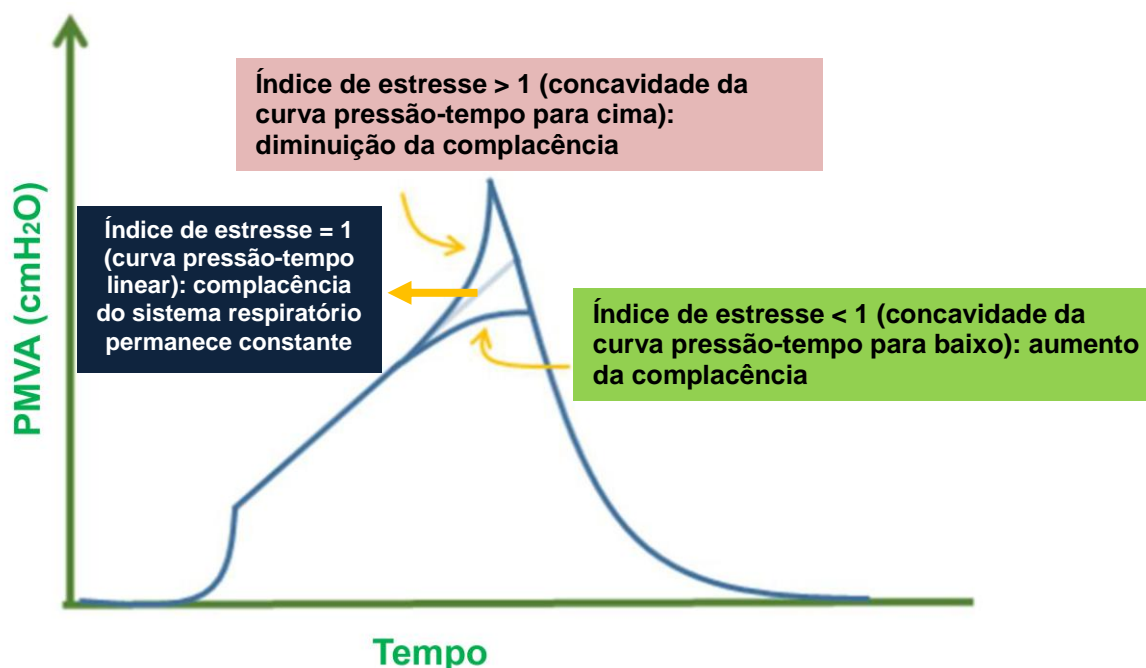 Índice de estresse > 1 (concavidade da
curva pressão-tempo para cima):
diminuição da complacência
PMVA (cmH₂O)
Índice de estresse = 1
(curva pressão-tempo
linear): complacência
do sistema respiratório
permanece constante
Índice de estresse < 1 (concavidade da
curva pressão-tempo para baixo): aumento
da complacência
Tempo